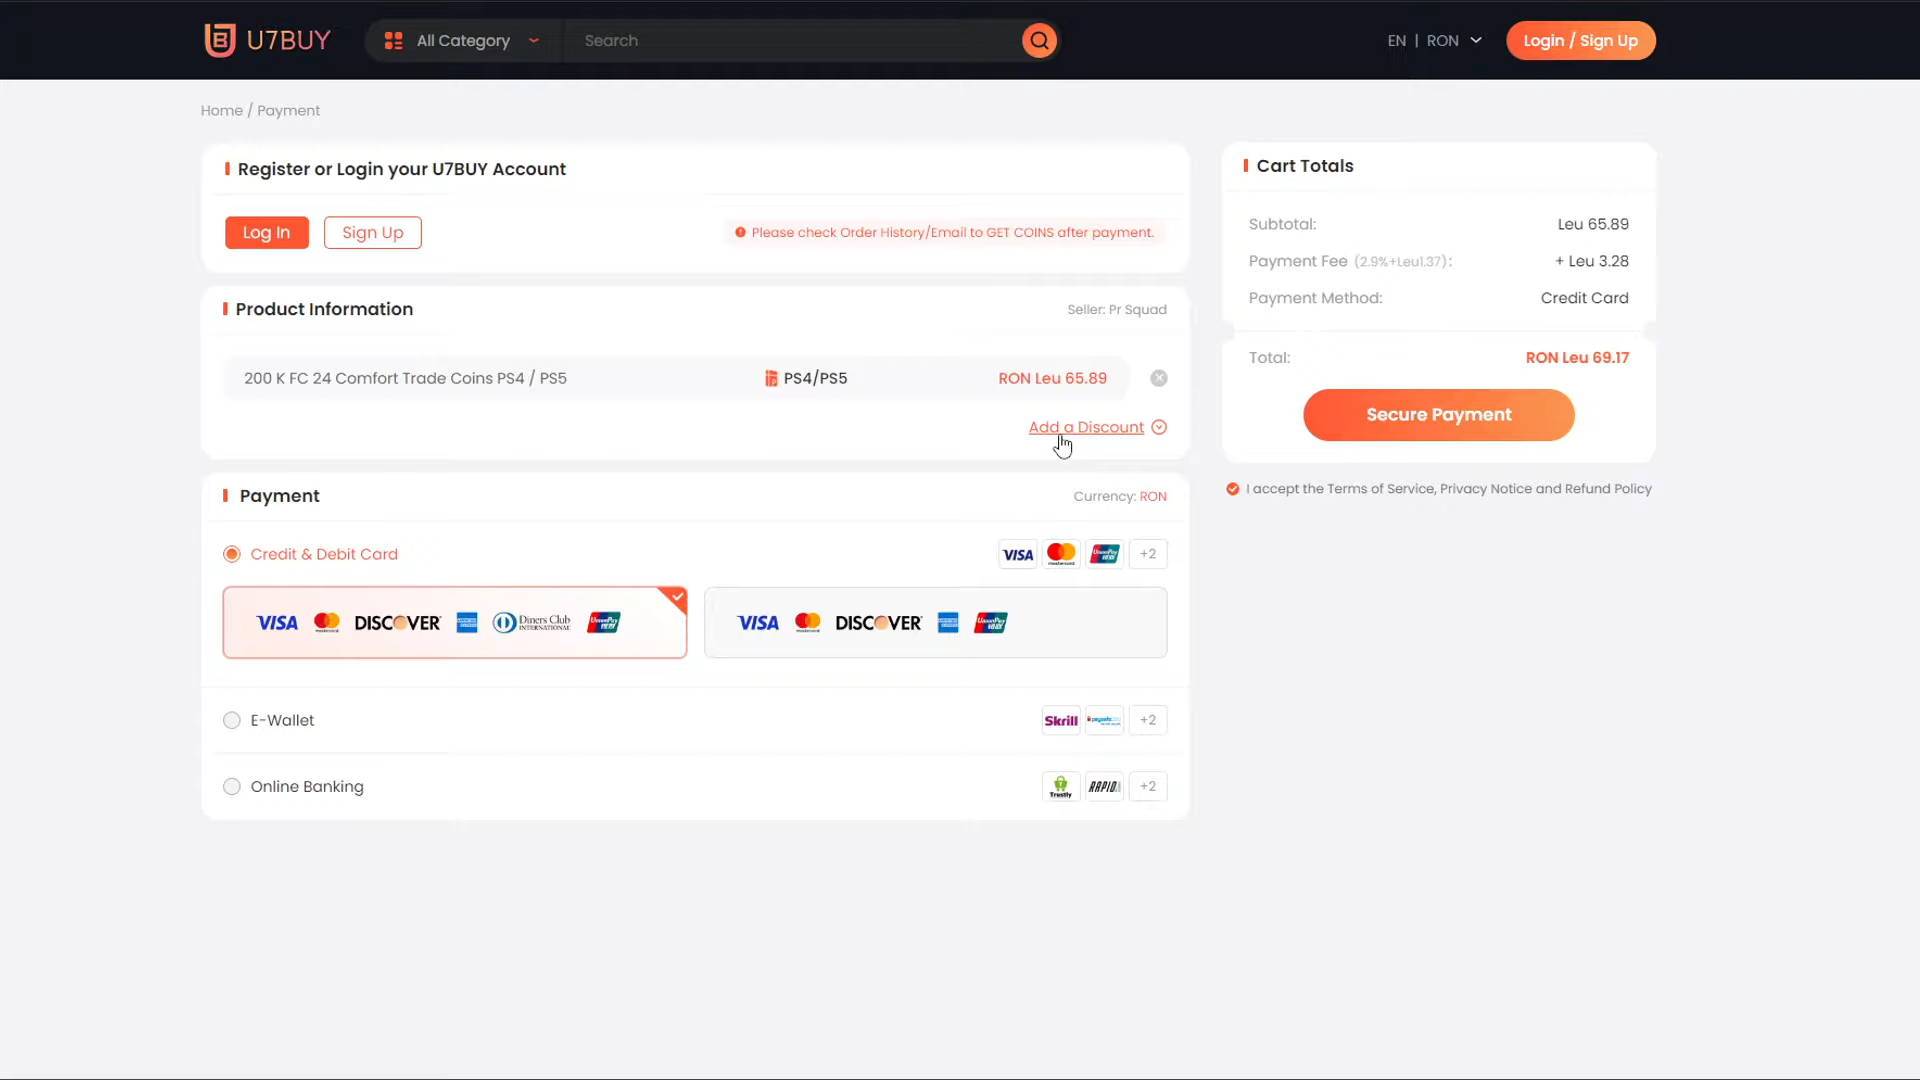 U7BUY
All Category
Search
EN | RON
Login / Sign Up
Home / Payment
Register or Login your U7BUY Account
Log In
Sign Up
Please check Order History/Email to GET COINS after payment.
Product Information
Seller: Pr Squad
200 K FC 24 Comfort Trade Coins PS4 / PS5
PS4/PS5
RON Leu 65.89
Add a Discount
Payment
Currency: RON
Credit & Debit Card
VISA
mastercard
UnionPay
+2
VISA
DISCOVER
Diners Club
INTERNATIONAL
UnionPay
VISA
DISCOVER
UnionPay
E-Wallet
Skrill
+2
Online Banking
Trustly
RAPID
+2
Cart Totals
Subtotal:
Leu 65.89
Payment Fee (2.9%+Leu1.37):
+ Leu 3.28
Payment Method:
Credit Card
Total:
RON Leu 69.17
Secure Payment
I accept the Terms of Service, Privacy Notice and Refund Policy